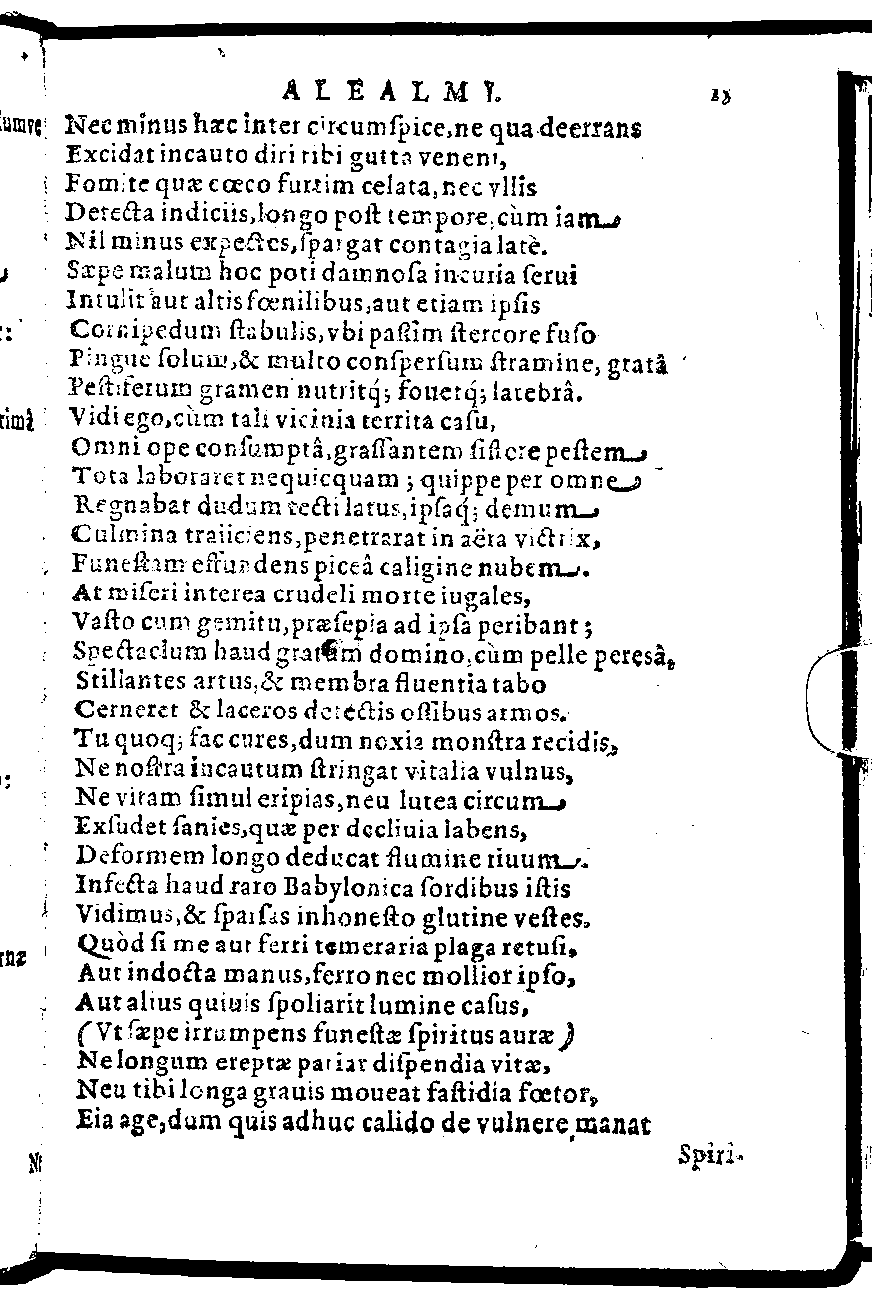 ALEALMI.
Nec minus hæc inter circumſpice, ne qua deerrans
Excidat incauto diri tibi gutta veneni,
Fomite quæ cœco furtim celata, nec vllis
Detecta indiciis, longo poſt tempore, cùm iam
Nil minus expectes, ſpargat contagia latè.
Sæpe malum hoc poti damnoſa incuria ſerui
Intulit aut altis fœnilibus, aut etiam ipſis
Cornipedum ſtabulis, vbi paſſim ſtercore fuſo
Pingue ſolum, & multo conſperſum ſtramine, gratâ
Peſtiferum gramen nutritq́; fouetq́; latebrâ.
Vidi ego, cùm tali vicinia territa caſu,
Omni ope conſumptâ, graſſantem ſiſtere peſtem
Tota laboraret nequicquam ; quippe per omne
Regnabat dudum tecti latus, ipſaq́; demum
Culmina traiiciens, penetrarat in aëra victrix,
Funeſtam effundens piceâ caligine nubem.
At miſeri interea crudeli morte iugales,
Vaſto cum gemitu, præſepia ad ipſa peribant ;
Spectaclum haud gratum domino, cùm pelle peresâ,
Stillantes artus, & membra fluentia tabo
Cerneret & laceros detectis oſſibus armos.
Tu quoq; fac cures, dum noxia monſtra recidis,
Ne noſtra incautum ſtringat vitalia vulnus,
Ne vitam ſimul eripias, neu lutea circum
Exſudet ſanies, quæ per decliuia labens,
Deformem longo deducat flumine riuum.
Infecta haud raro Babylonica ſordibus iſtis
Vidimus, & ſparſas inhoneſto glutine veſtes,
Quòd ſi me aut ferri temeraria plaga retuſi,
Aut indocta manus, ferro nec mollior ipſo,
Aut alius quiuis ſpoliarit lumine caſus,
(Vt ſæpe irrumpens funeſtæ ſpiritus auræ)
Ne longum ereptæ patiar diſpendia vitæ,
Neu tibi longa grauis moueat faſtidia fœtor,
Eia age, dum quis adhuc calido de vulnere manat
Spiri-